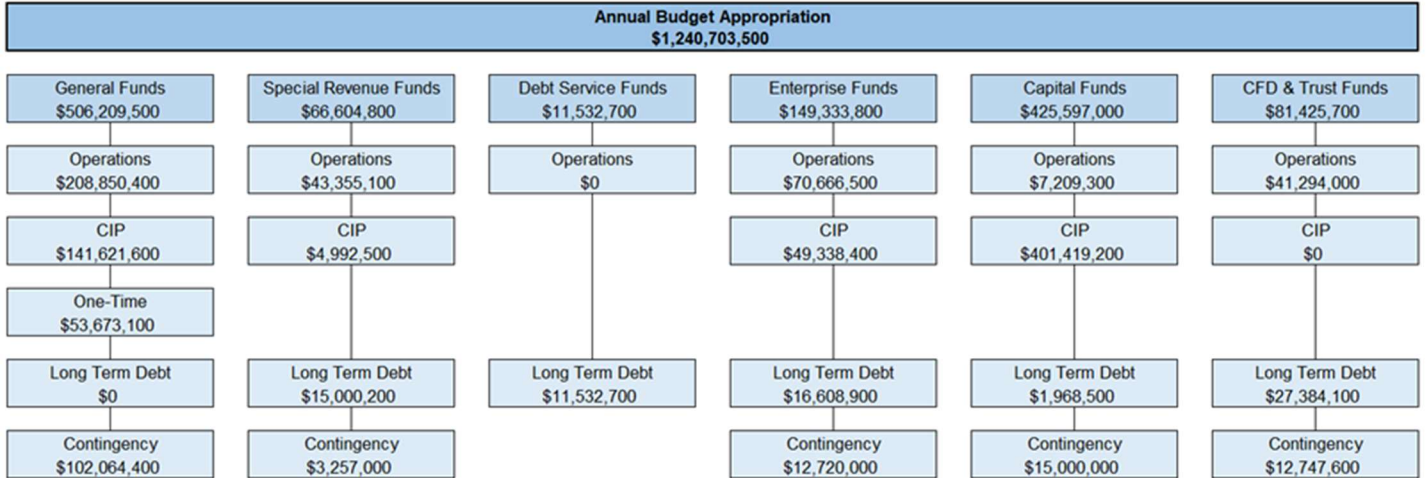 Annual Budget Appropriation
$1,240,703,500
General Funds
$506,209,500
Operations
$208,850,400
CIP
$141,621,600
One-Time
$53,673,100
Long Term Debt
$0
Contingency
$102,064,400
Special Revenue Funds
$66,604,800
Operations
$43,355,100
CIP
$4,992,500
Long Term Debt
$15,000,200
Contingency
$3,257,000
Debt Service Funds
$11,532,700
Operations
$0
Long Term Debt
$11,532,700
Enterprise Funds
$149,333,800
Operations
$70,666,500
CIP
$49,338,400
Long Term Debt
$16,608,900
Contingency
$12,720,000
Capital Funds
$425,597,000
Operations
$7,209,300
CIP
$401,419,200
Long Term Debt
$1,968,500
Contingency
$15,000,000
CFD & Trust Funds
$81,425,700
Operations
$41,294,000
CIP
$0
Long Term Debt
$27,384,100
Contingency
$12,747,600